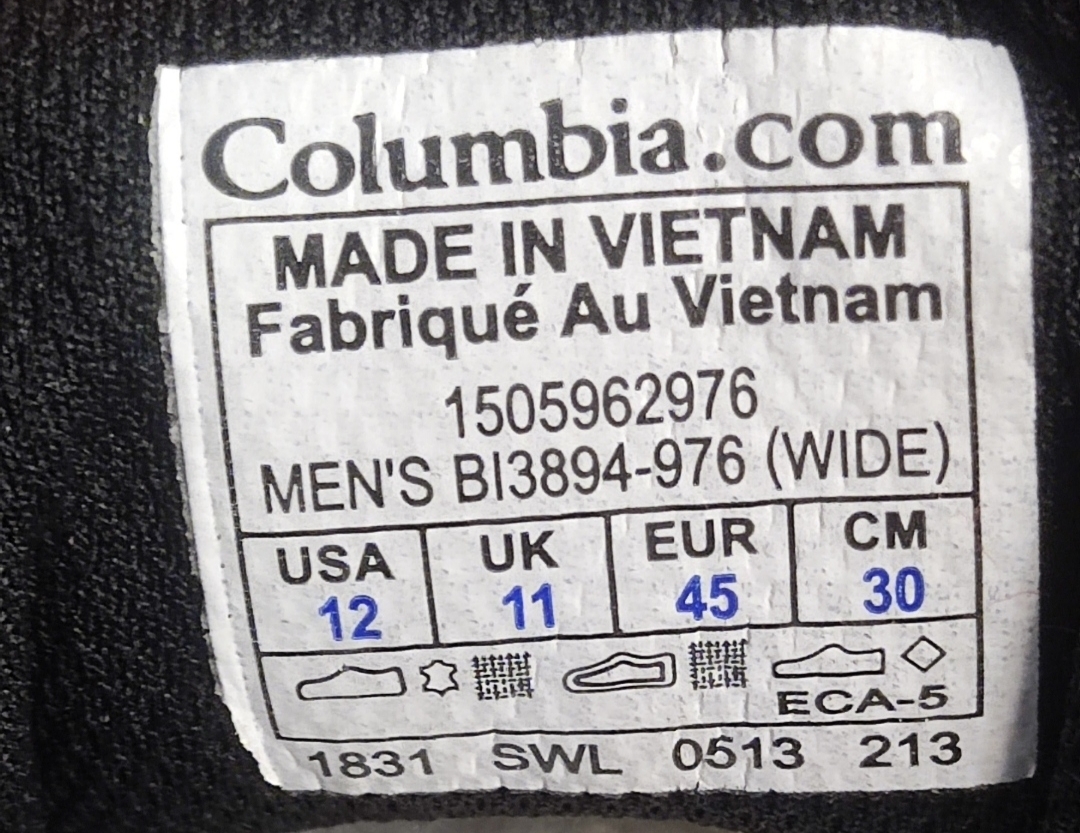 Columbia.com
MADE IN VIETNAM
Fabriqué Au Vietnam
1505962976
MEN'S BI3894-976 (WIDE)
USA UK EUR CM
12 11 45 30
ECA-5
1831 SWL 0513 213